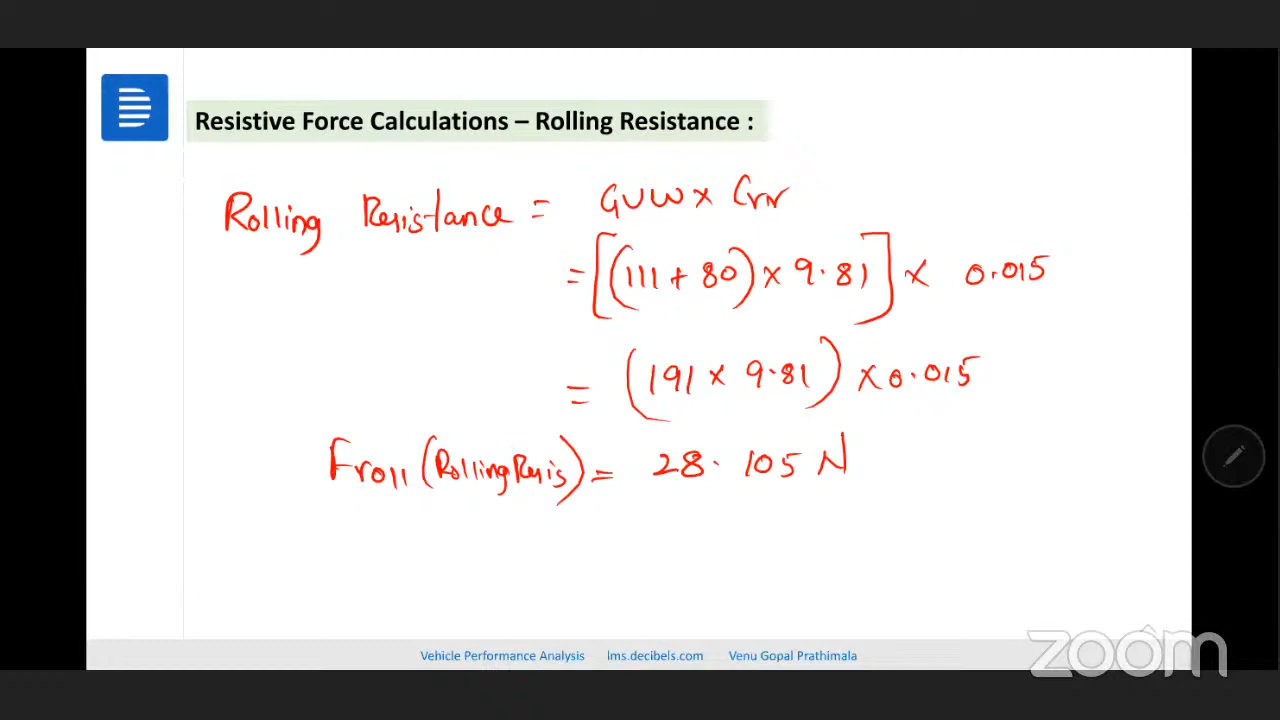 Resistive Force Calculations – Rolling Resistance :
Rolling Resistance = GVW × Crr
= [(111 + 80) × 9.81] × 0.015
= (191 × 9.81) × 0.015
Froll (Rolling Resis) = 28.105 N
Vehicle Performance Analysis lms.decibels.com Venu Gopal Prathimala
zoom